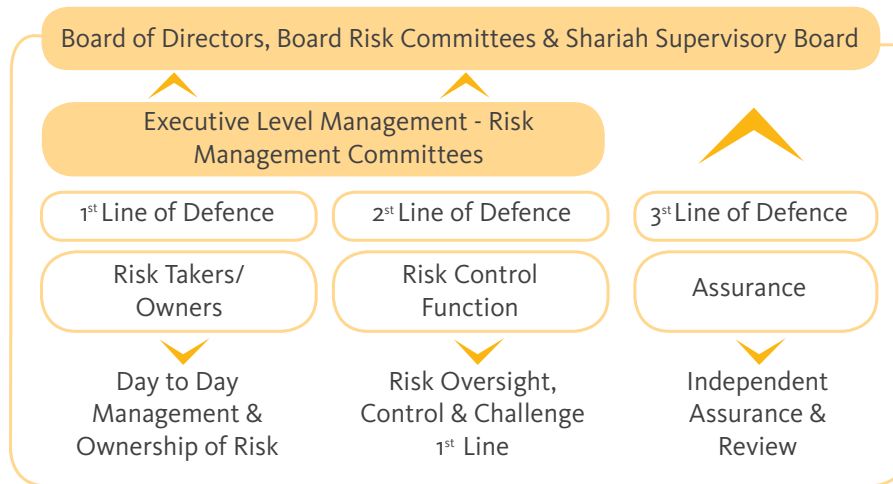 Board of Directors, Board Risk Committees & Shariah Supervisory Board
Executive Level Management - Risk
Management Committees
1st Line of Defence
2st Line of Defence
3st Line of Defence
Risk Takers/
Owners
Risk Control
Function
Assurance
Day to Day
Management &
Ownership of Risk
Risk Oversight,
Control & Challenge
1st Line
Independent
Assurance &
Review